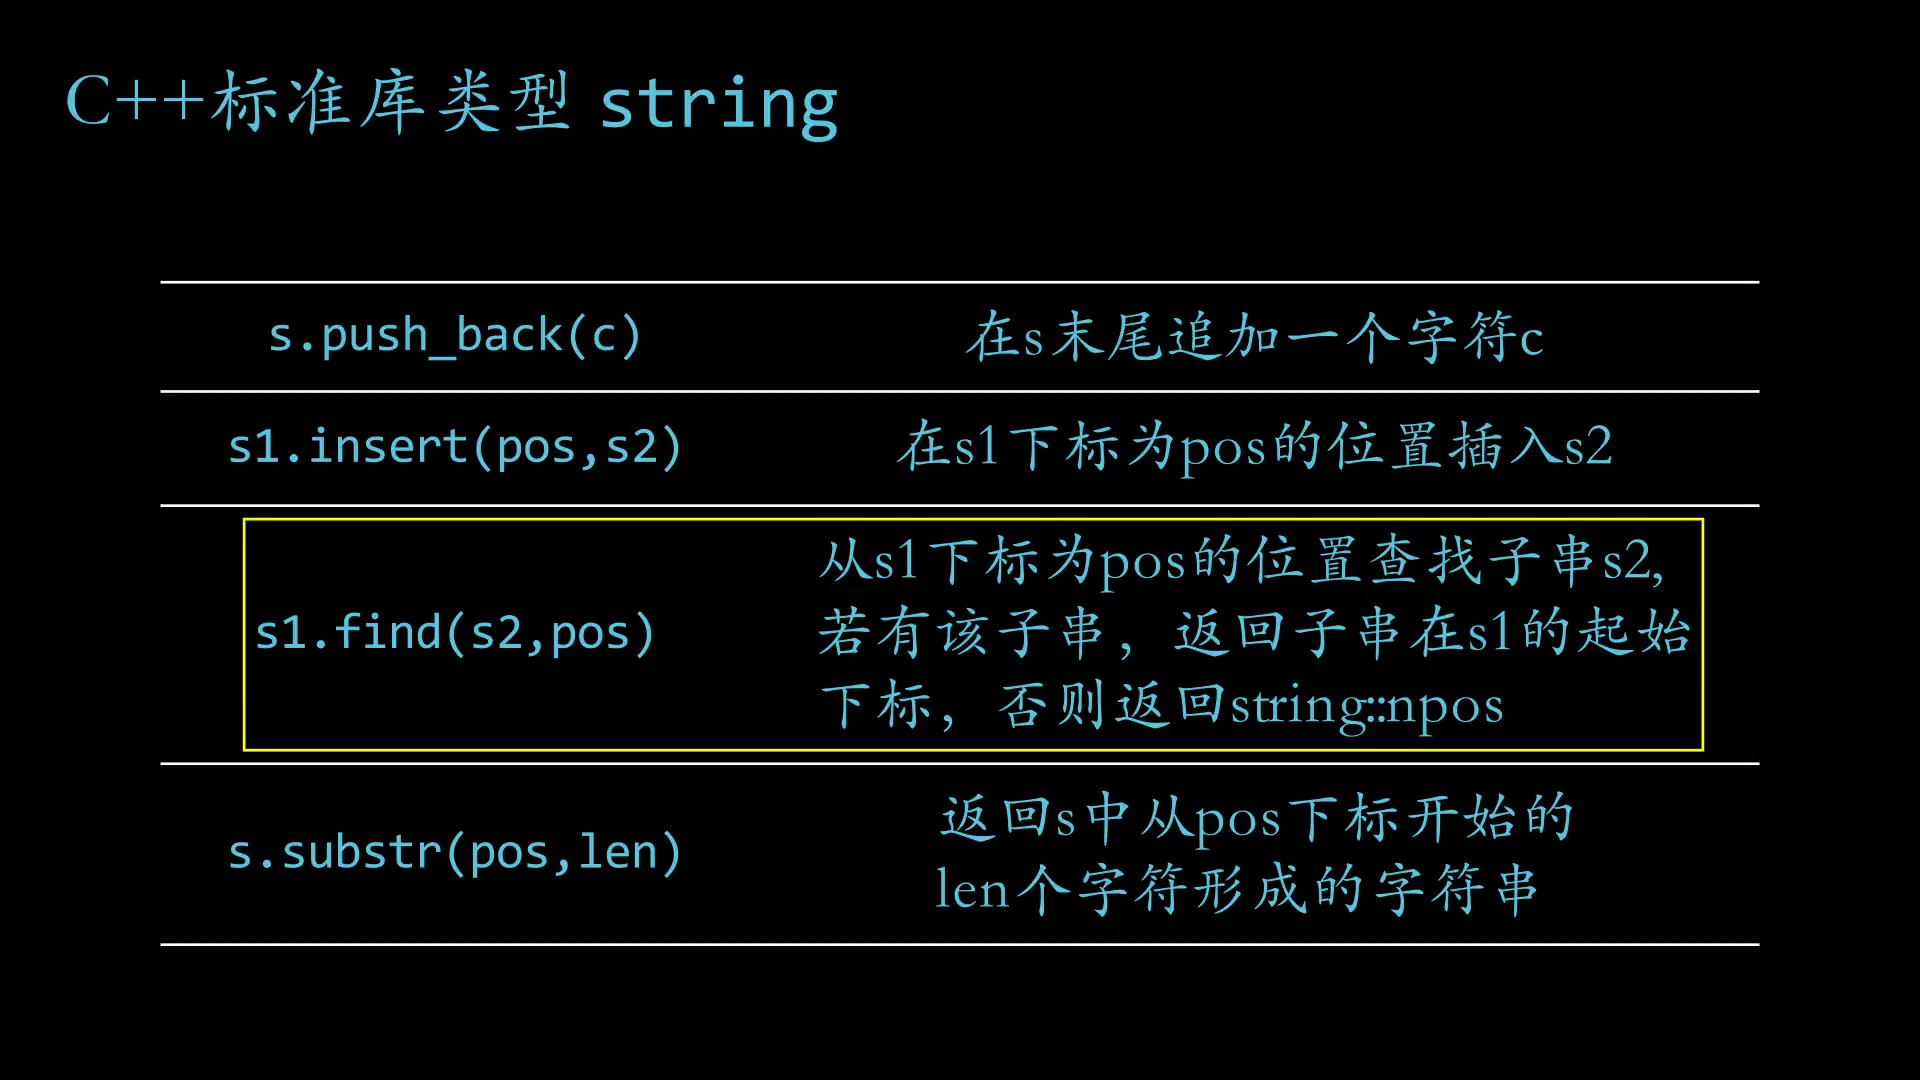 C++标准库类型 string
s.push_back(c)
在s末尾追加一个字符c
s1.insert(pos,s2)
在s1下标为pos的位置插入s2
s1.find(s2,pos)
从s1下标为pos的位置查找子串s2,
若有该子串，返回子串在s1的起始
下标，否则返回string::npos
s.substr(pos,len)
返回s中从pos下标开始的
len个字符形成的字符串